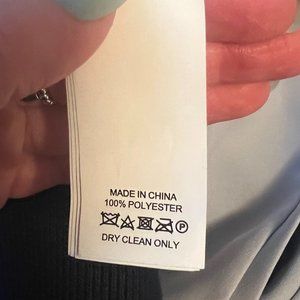 MADE IN CHINA
100% POLYESTER
DRY CLEAN ONLY